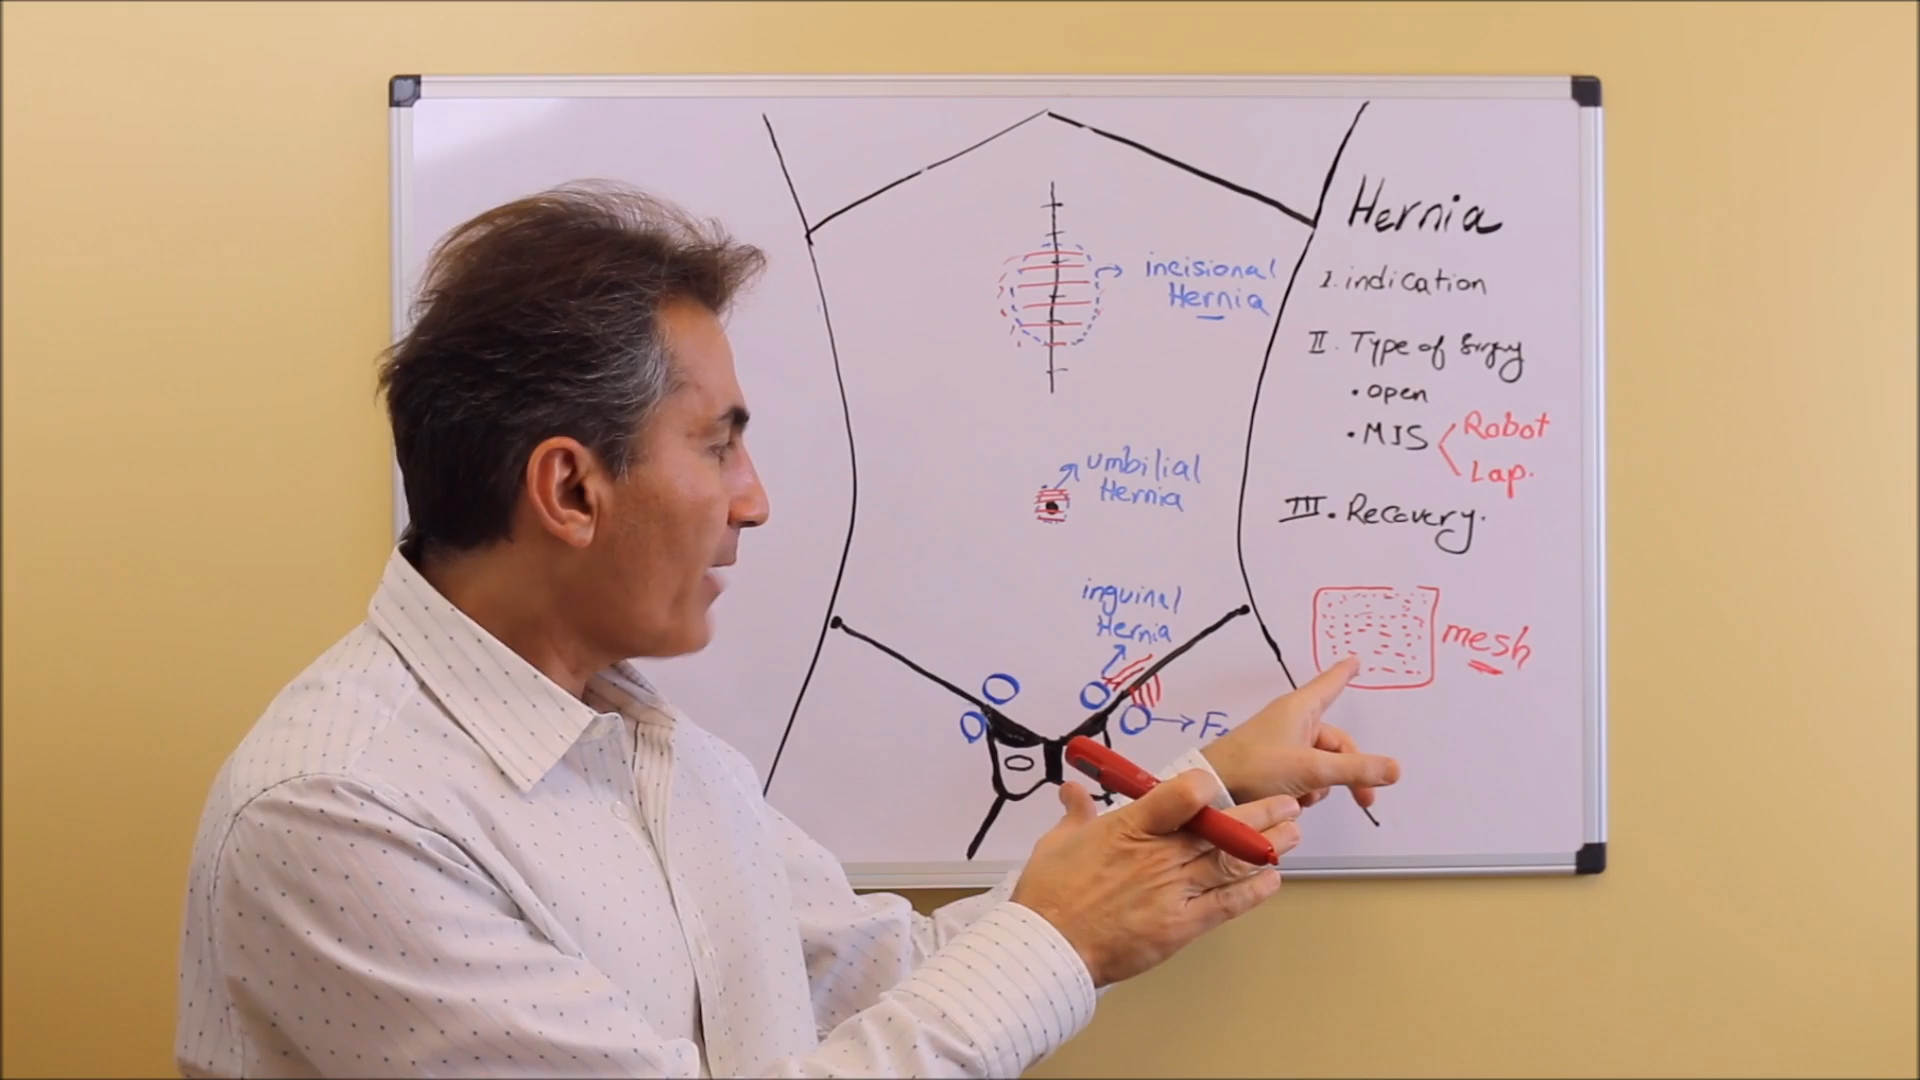 Hernia
I. indication
II. Type of Surgery
• open
• MIS
Robot
Lap.
III. Recovery.
mesh
incisional
Hernia
umbilial
Hernia
inguinal
Hernia